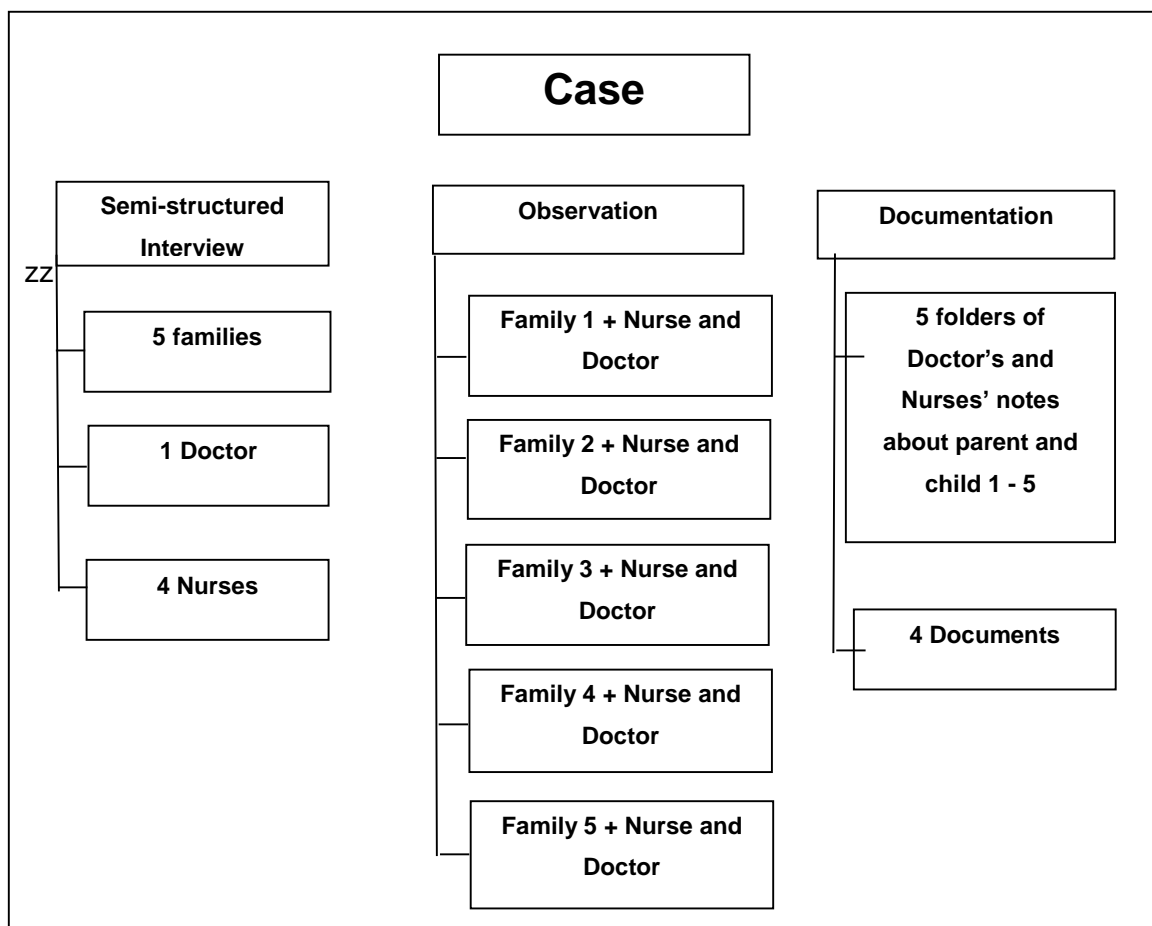 Case
Semi-structured
Interview
zz
5 families
1 Doctor
4 Nurses
Observation
Family 1 + Nurse and
Doctor
Family 2 + Nurse and
Doctor
Family 3 + Nurse and
Doctor
Family 4 + Nurse and
Doctor
Family 5 + Nurse and
Doctor
Documentation
5 folders of
Doctor’s and
Nurses’ notes
about parent and
child 1 - 5
4 Documents